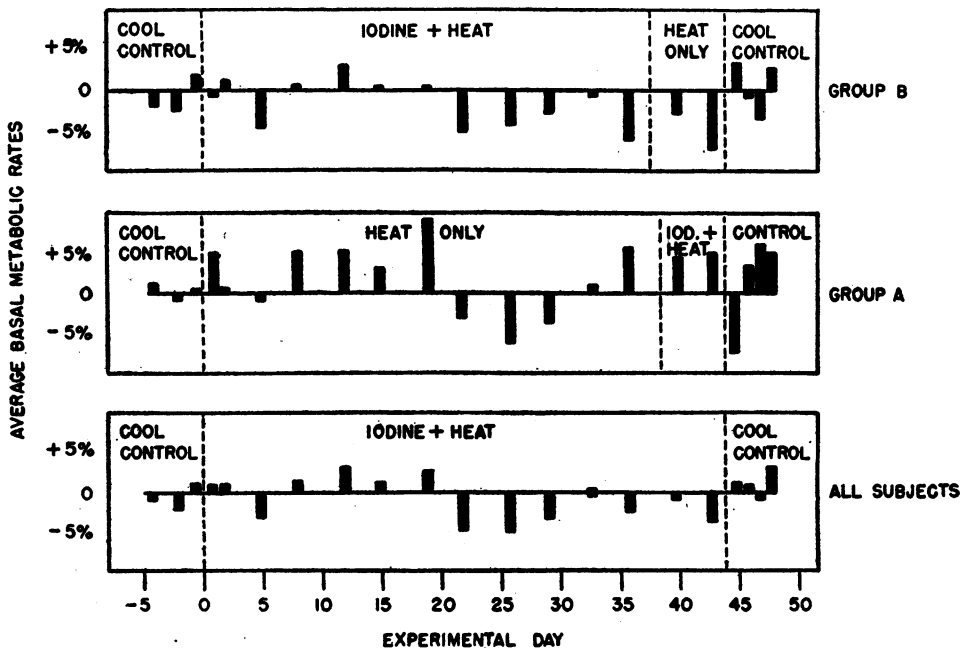 AVERAGE BASAL METABOLIC RATES
COOL
CONTROL
IODINE + HEAT
HEAT
ONLY
COOL
CONTROL
+5%
0
-5%
GROUP B
COOL
CONTROL
HEAT ONLY
IOD. +
HEAT
CONTROL
+5%
0
-5%
GROUP A
COOL
CONTROL
IODINE + HEAT
COOL
CONTROL
+5%
0
-5%
ALL SUBJECTS
-5 0 5 10 15 20 25 30 35 40 45 50
EXPERIMENTAL DAY